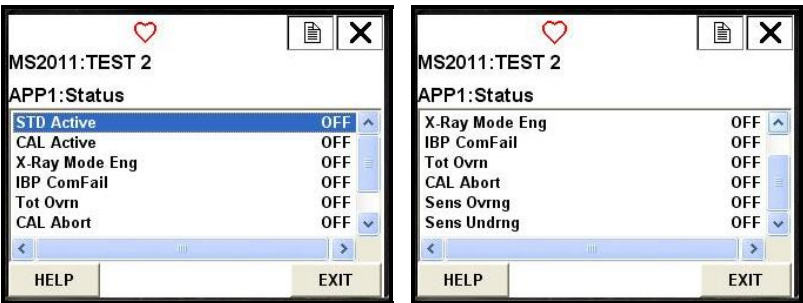 MS2011:TEST 2
APP1:Status
STD Active OFF
CAL Active OFF
X-Ray Mode Eng OFF
IBP ComFail OFF
Tot Ovrn OFF
CAL Abort OFF
HELP EXIT
MS2011:TEST 2
APP1:Status
X-Ray Mode Eng OFF
IBP ComFail OFF
Tot Ovrn OFF
CAL Abort OFF
Sens Ovrng OFF
Sens Undrng OFF
HELP EXIT